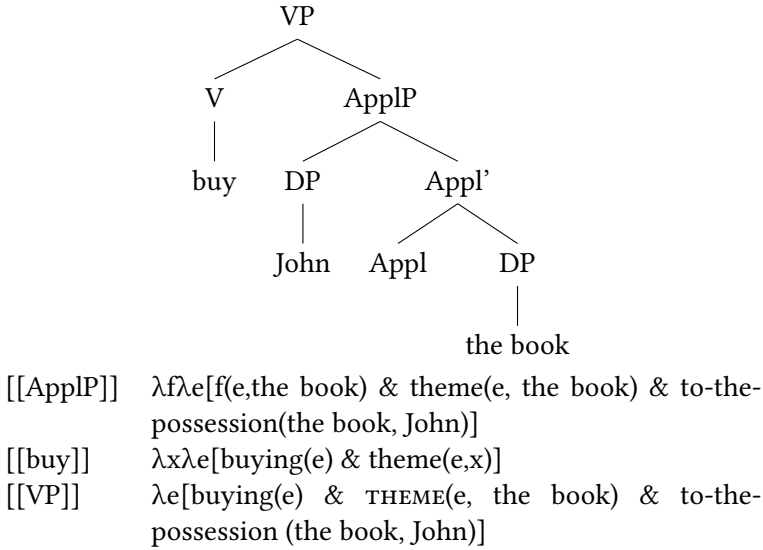 VP
V ApplP
buy DP Appl’
John Appl DP
the book
[[ApplP]] λfλe[f(e,the book) & theme(e, the book) & to-the-
possession(the book, John)]
[[buy]] λxλe[buying(e) & theme(e,x)]
[[VP]] λe[buying(e) & ᴛʜᴇᴍᴇ(e, the book) & to-the-
possession (the book, John)]